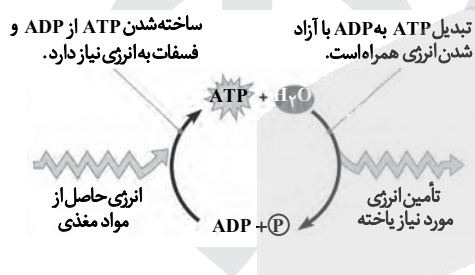 تبدیل ATP به ADP با آزاد
شدن انرژی همراه است.
ساخته‌شدن ATP از ADP و
فسفات به انرژی نیاز دارد.
ATP + H₂O
انرژی حاصل از
مواد مغذی
تأمین انرژی
مورد نیاز یاخته
ADP + P